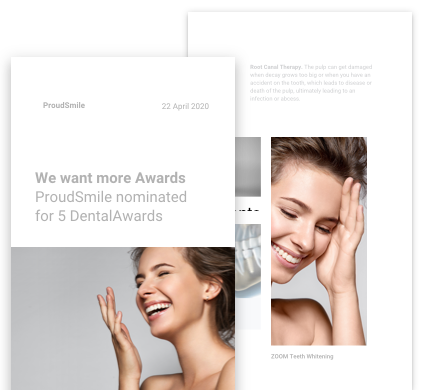 ProudSmile
22 April 2020
We want more Awards
ProudSmile nominated
for 5 DentalAwards
Root Canal Therapy. The pulp can get damaged
when decay grows too big or when you have an
accident on the tooth, which leads to disease or
death of the pulp, ultimately leading to an
infection or abcess.
ZOOM Teeth Whitening